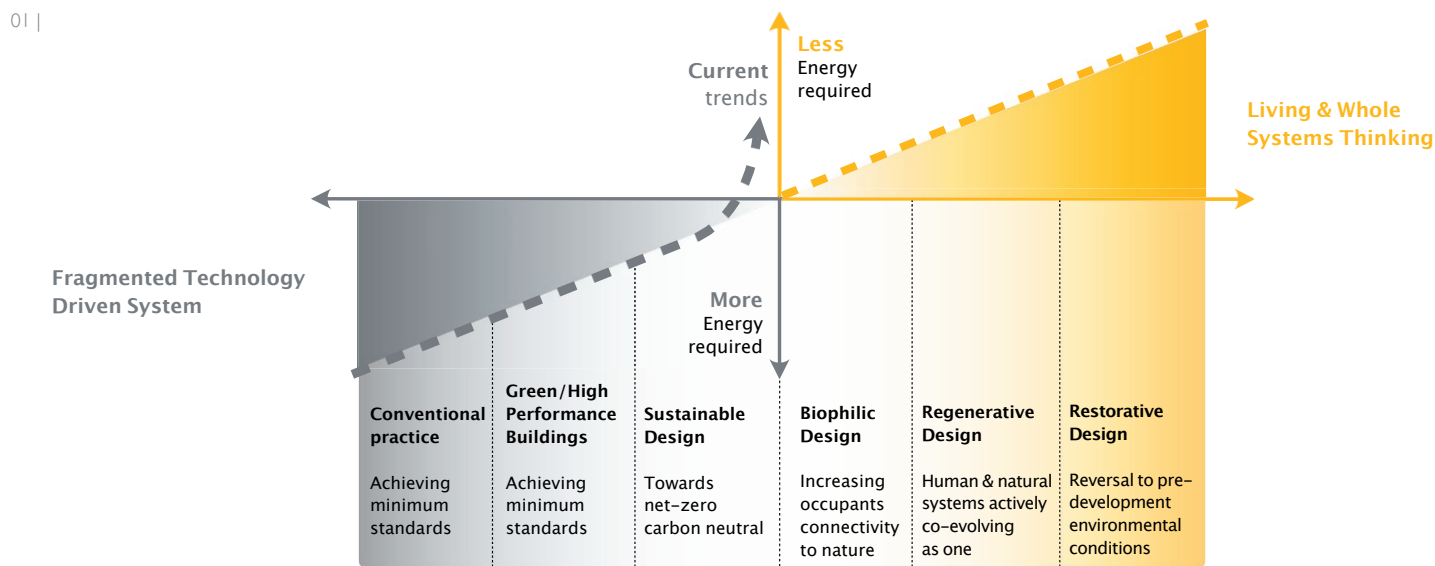 01 |
Less
Energy
required
Current
trends
Living & Whole
Systems Thinking
Fragmented Technology
Driven System
More
Energy
required
Conventional
practice
Achieving
minimum
standards
Green/High
Performance
Buildings
Achieving
minimum
standards
Sustainable
Design
Towards
net-zero
carbon neutral
Biophilic
Design
Increasing
occupants
connectivity
to nature
Regenerative
Design
Human & natural
systems actively
co-evolving
as one
Restorative
Design
Reversal to pre-
development
environmental
conditions